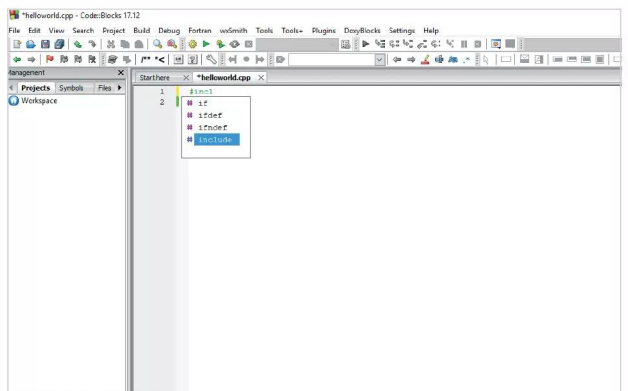 *helloworld.cpp - Code::Blocks 17.12
File Edit View Search Project Build Debug Fortran wxSmith Tools Tools+ Plugins DoxyBlocks Settings Help
/** *<
Management X
Projects Symbols Files
Workspace
Start here X *helloworld.cpp X
1 #incl
2
# if
# ifdef
# ifndef
# include